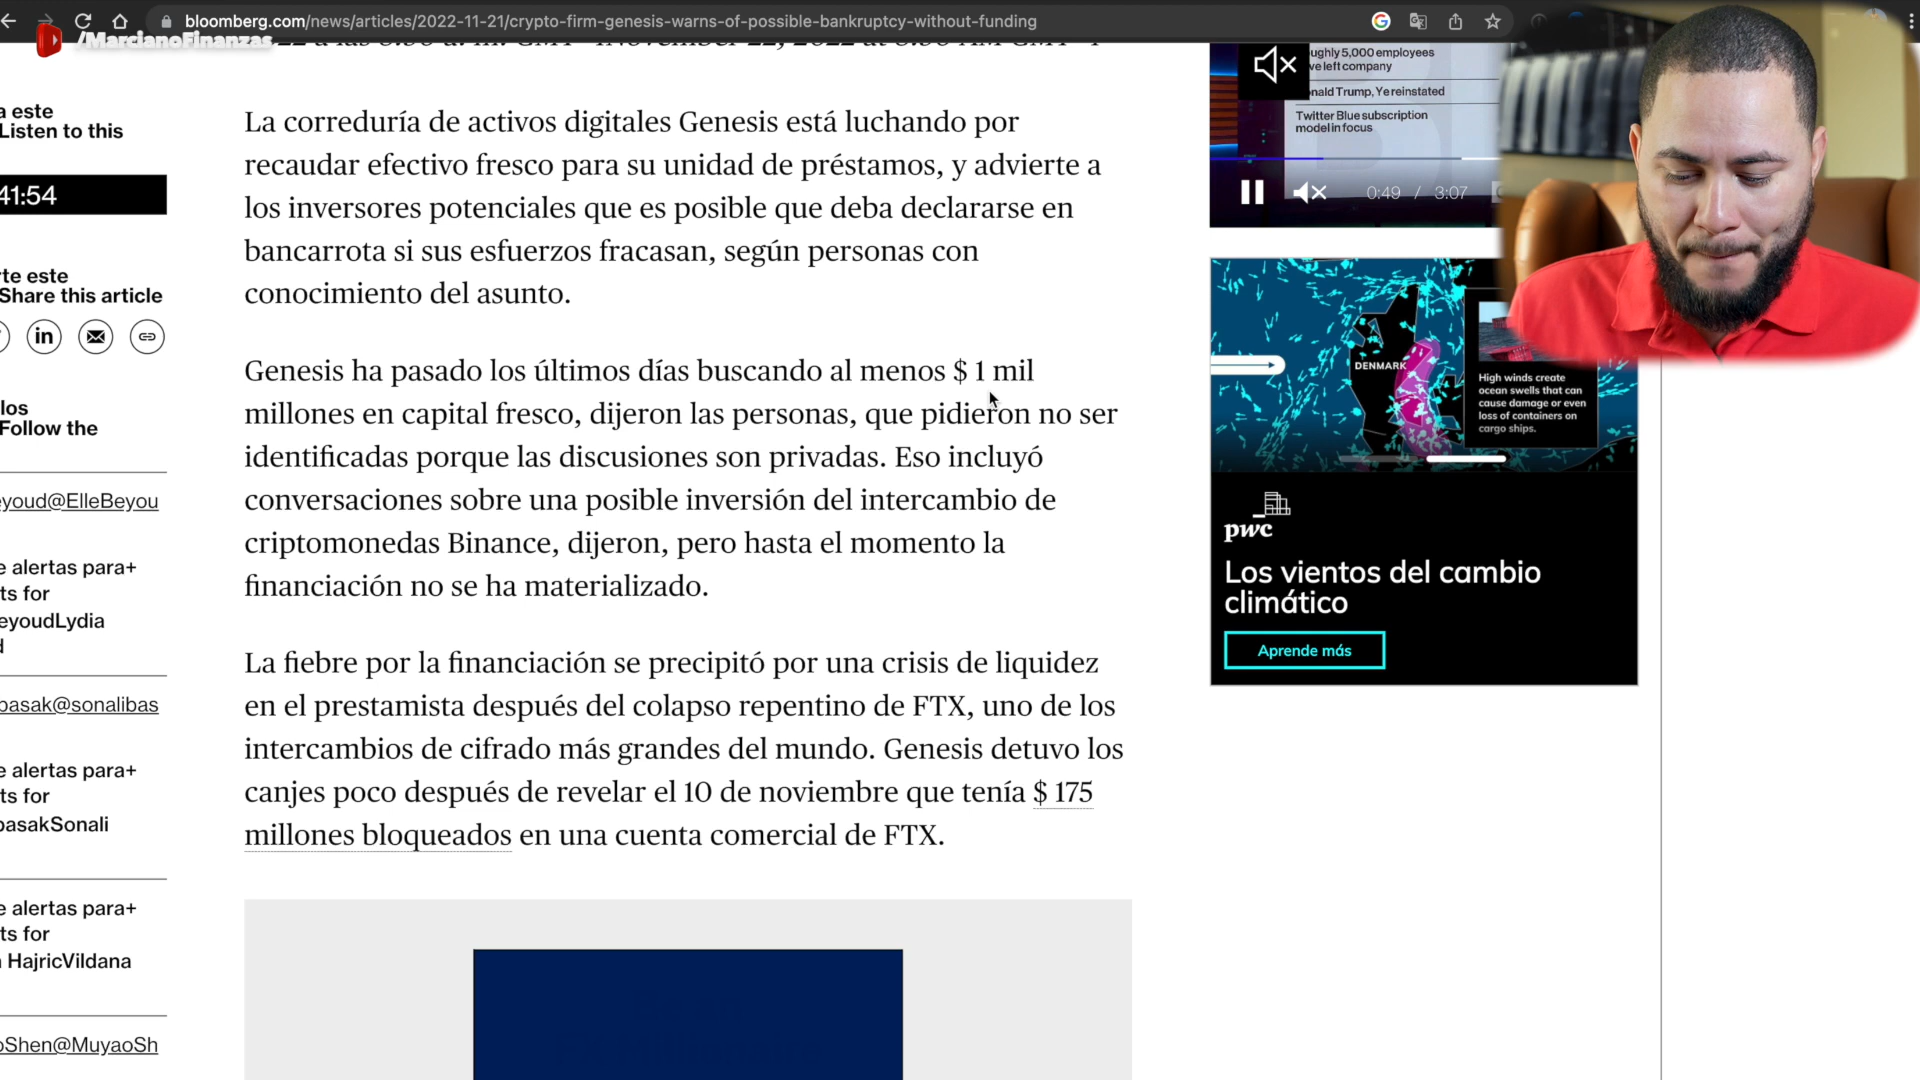 bloomberg.com/news/articles/2022-11-21/crypto-firm-genesis-warns-of-possible-bankruptcy-without-funding
/MarcianoFinanzas
a este
Listen to this
41:54
te este
Share this article
in
los
Follow the
eyoud@ElleBeyou
e alertas para+
ts for
eyoudLydia
basak@sonalibas
e alertas para+
ts for
basakSonali
e alertas para+
ts for
HajricVildana
oShen@MuyaoSh
La correduría de activos digitales Genesis está luchando por
recaudar efectivo fresco para su unidad de préstamos, y advierte a
los inversores potenciales que es posible que deba declararse en
bancarrota si sus esfuerzos fracasan, según personas con
conocimiento del asunto.
Genesis ha pasado los últimos días buscando al menos $ 1 mil
millones en capital fresco, dijeron las personas, que pidieron no ser
identificadas porque las discusiones son privadas. Eso incluyó
conversaciones sobre una posible inversión del intercambio de
criptomonedas Binance, dijeron, pero hasta el momento la
financiación no se ha materializado.
La fiebre por la financiación se precipitó por una crisis de liquidez
en el prestamista después del colapso repentino de FTX, uno de los
intercambios de cifrado más grandes del mundo. Genesis detuvo los
canjes poco después de revelar el 10 de noviembre que tenía $ 175
millones bloqueados en una cuenta comercial de FTX.
ughly 5,000 employees
ve left company
nald Trump, Ye reinstated
Twitter Blue subscription
model in focus
0:49 / 3:07
DENMARK
High winds create
ocean swells that can
cause damage or even
loss of containers on
cargo ships.
pwc
Los vientos del cambio
climático
Aprende más